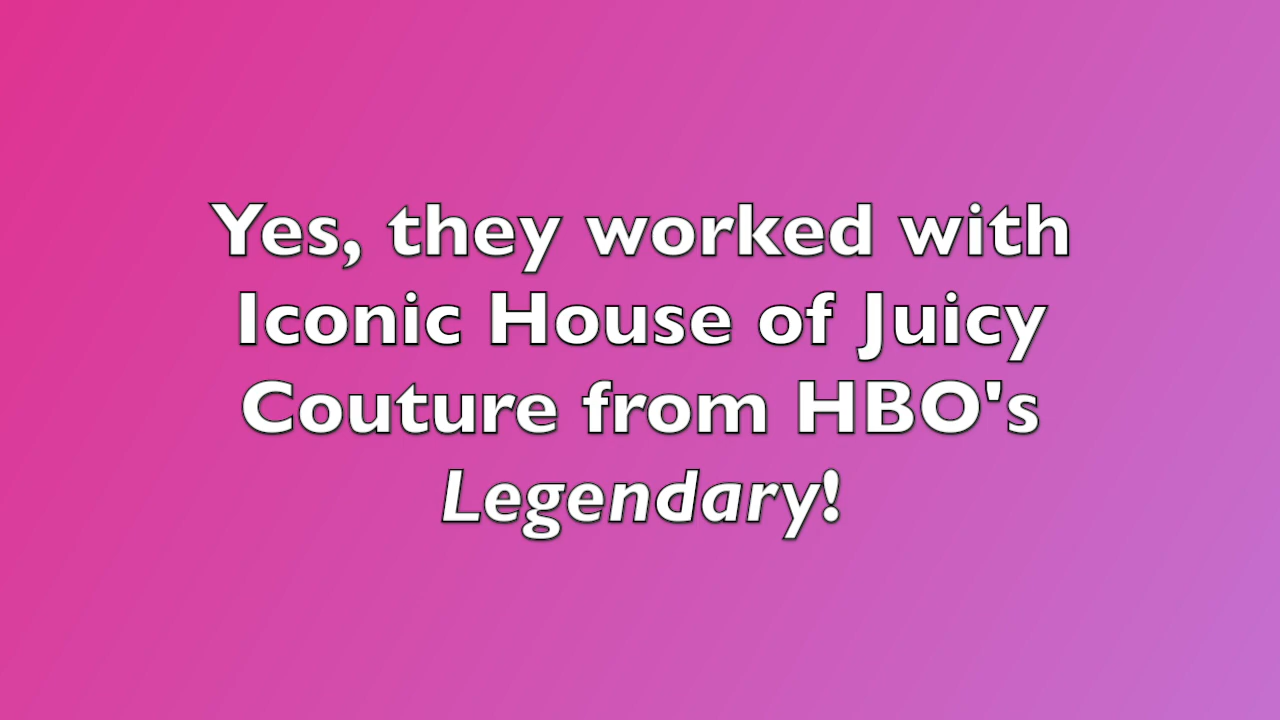 Yes, they worked with
Iconic House of Juicy
Couture from HBO's
Legendary!